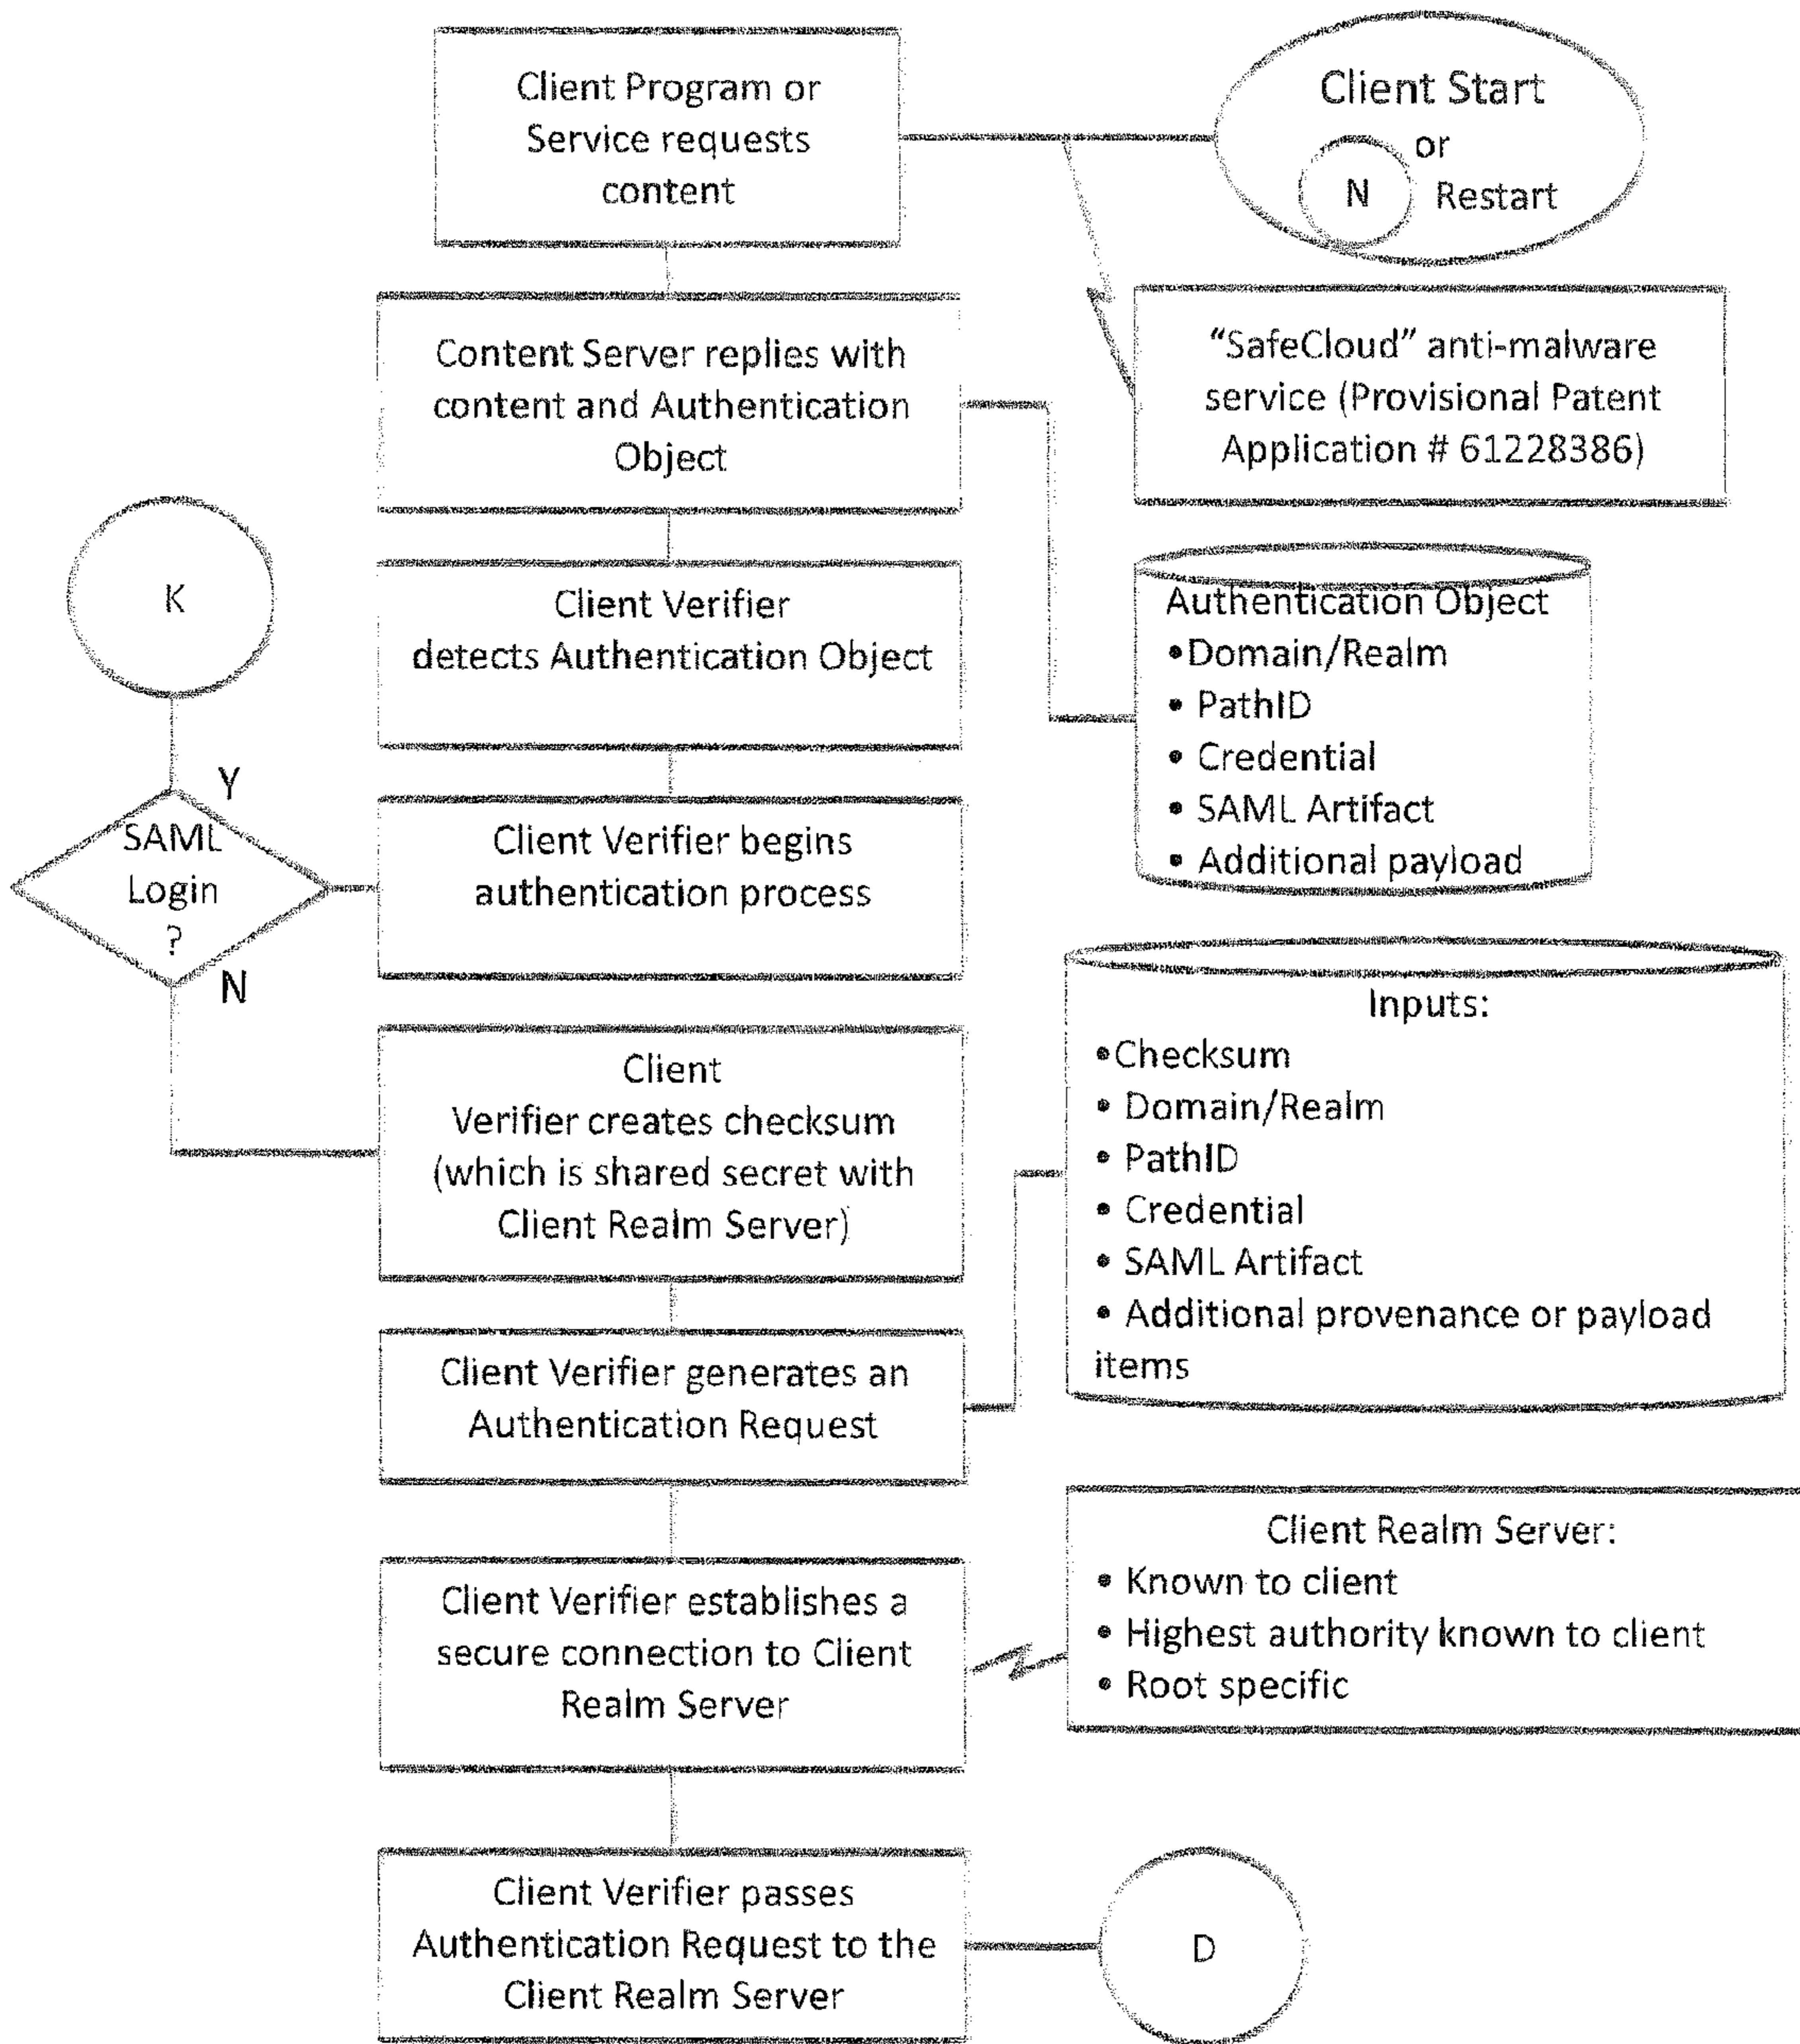 Client Program or
Service requests
content
Client Start
or
N
Restart
Content Server replies with
content and Authentication
Object
“SafeCloud” anti-malware
service (Provisional Patent
Application # 61228386)
K
Client Verifier
detects Authentication Object
Authentication Object
•Domain/Realm
• PathID
• Credential
• SAML Artifact
• Additional payload
Y
SAML
Login
?
N
Client Verifier begins
authentication process
Client
Verifier creates checksum
(which is shared secret with
Client Realm Server)
Inputs:
•Checksum
• Domain/Realm
• PathID
• Credential
• SAML Artifact
• Additional provenance or payload
items
Client Verifier generates an
Authentication Request
Client Verifier establishes a
secure connection to Client
Realm Server
Client Realm Server:
• Known to client
• Highest authority known to client
• Root specific
Client Verifier passes
Authentication Request to the
Client Realm Server
D